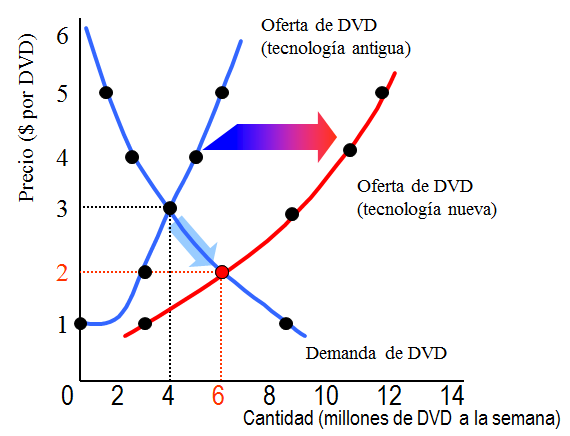 Oferta de DVD
(tecnología antigua)
Precio ($ por DVD)
6
5
4
3
2
1
Oferta de DVD
(tecnología nueva)
Demanda de DVD
0 2 4 6 8 10 12 14
Cantidad (millones de DVD a la semana)